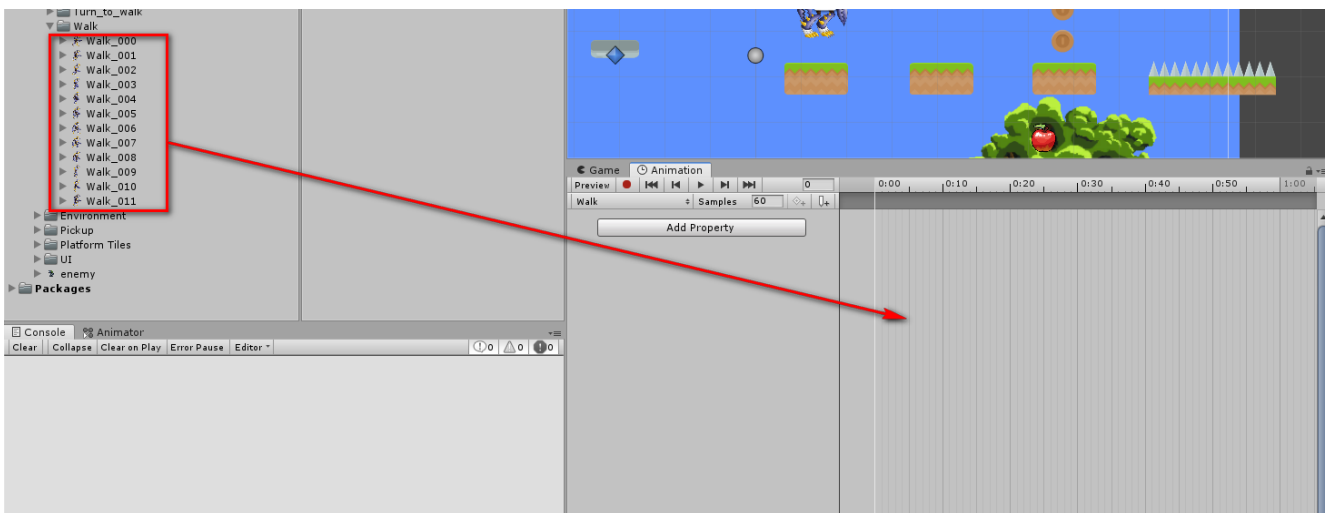 Turn_to_Walk
Walk
Walk_000
Walk_001
Walk_002
Walk_003
Walk_004
Walk_005
Walk_006
Walk_007
Walk_008
Walk_009
Walk_010
Walk_011
Environment
Pickup
Platform Tiles
UI
enemy
Packages
Console Animator
Clear Collapse Clear on Play Error Pause Editor 0 0 0
Game Animation
Preview 0 0:00 0:10 0:20 0:30 0:40 0:50 1:00
Walk Samples 60
Add Property